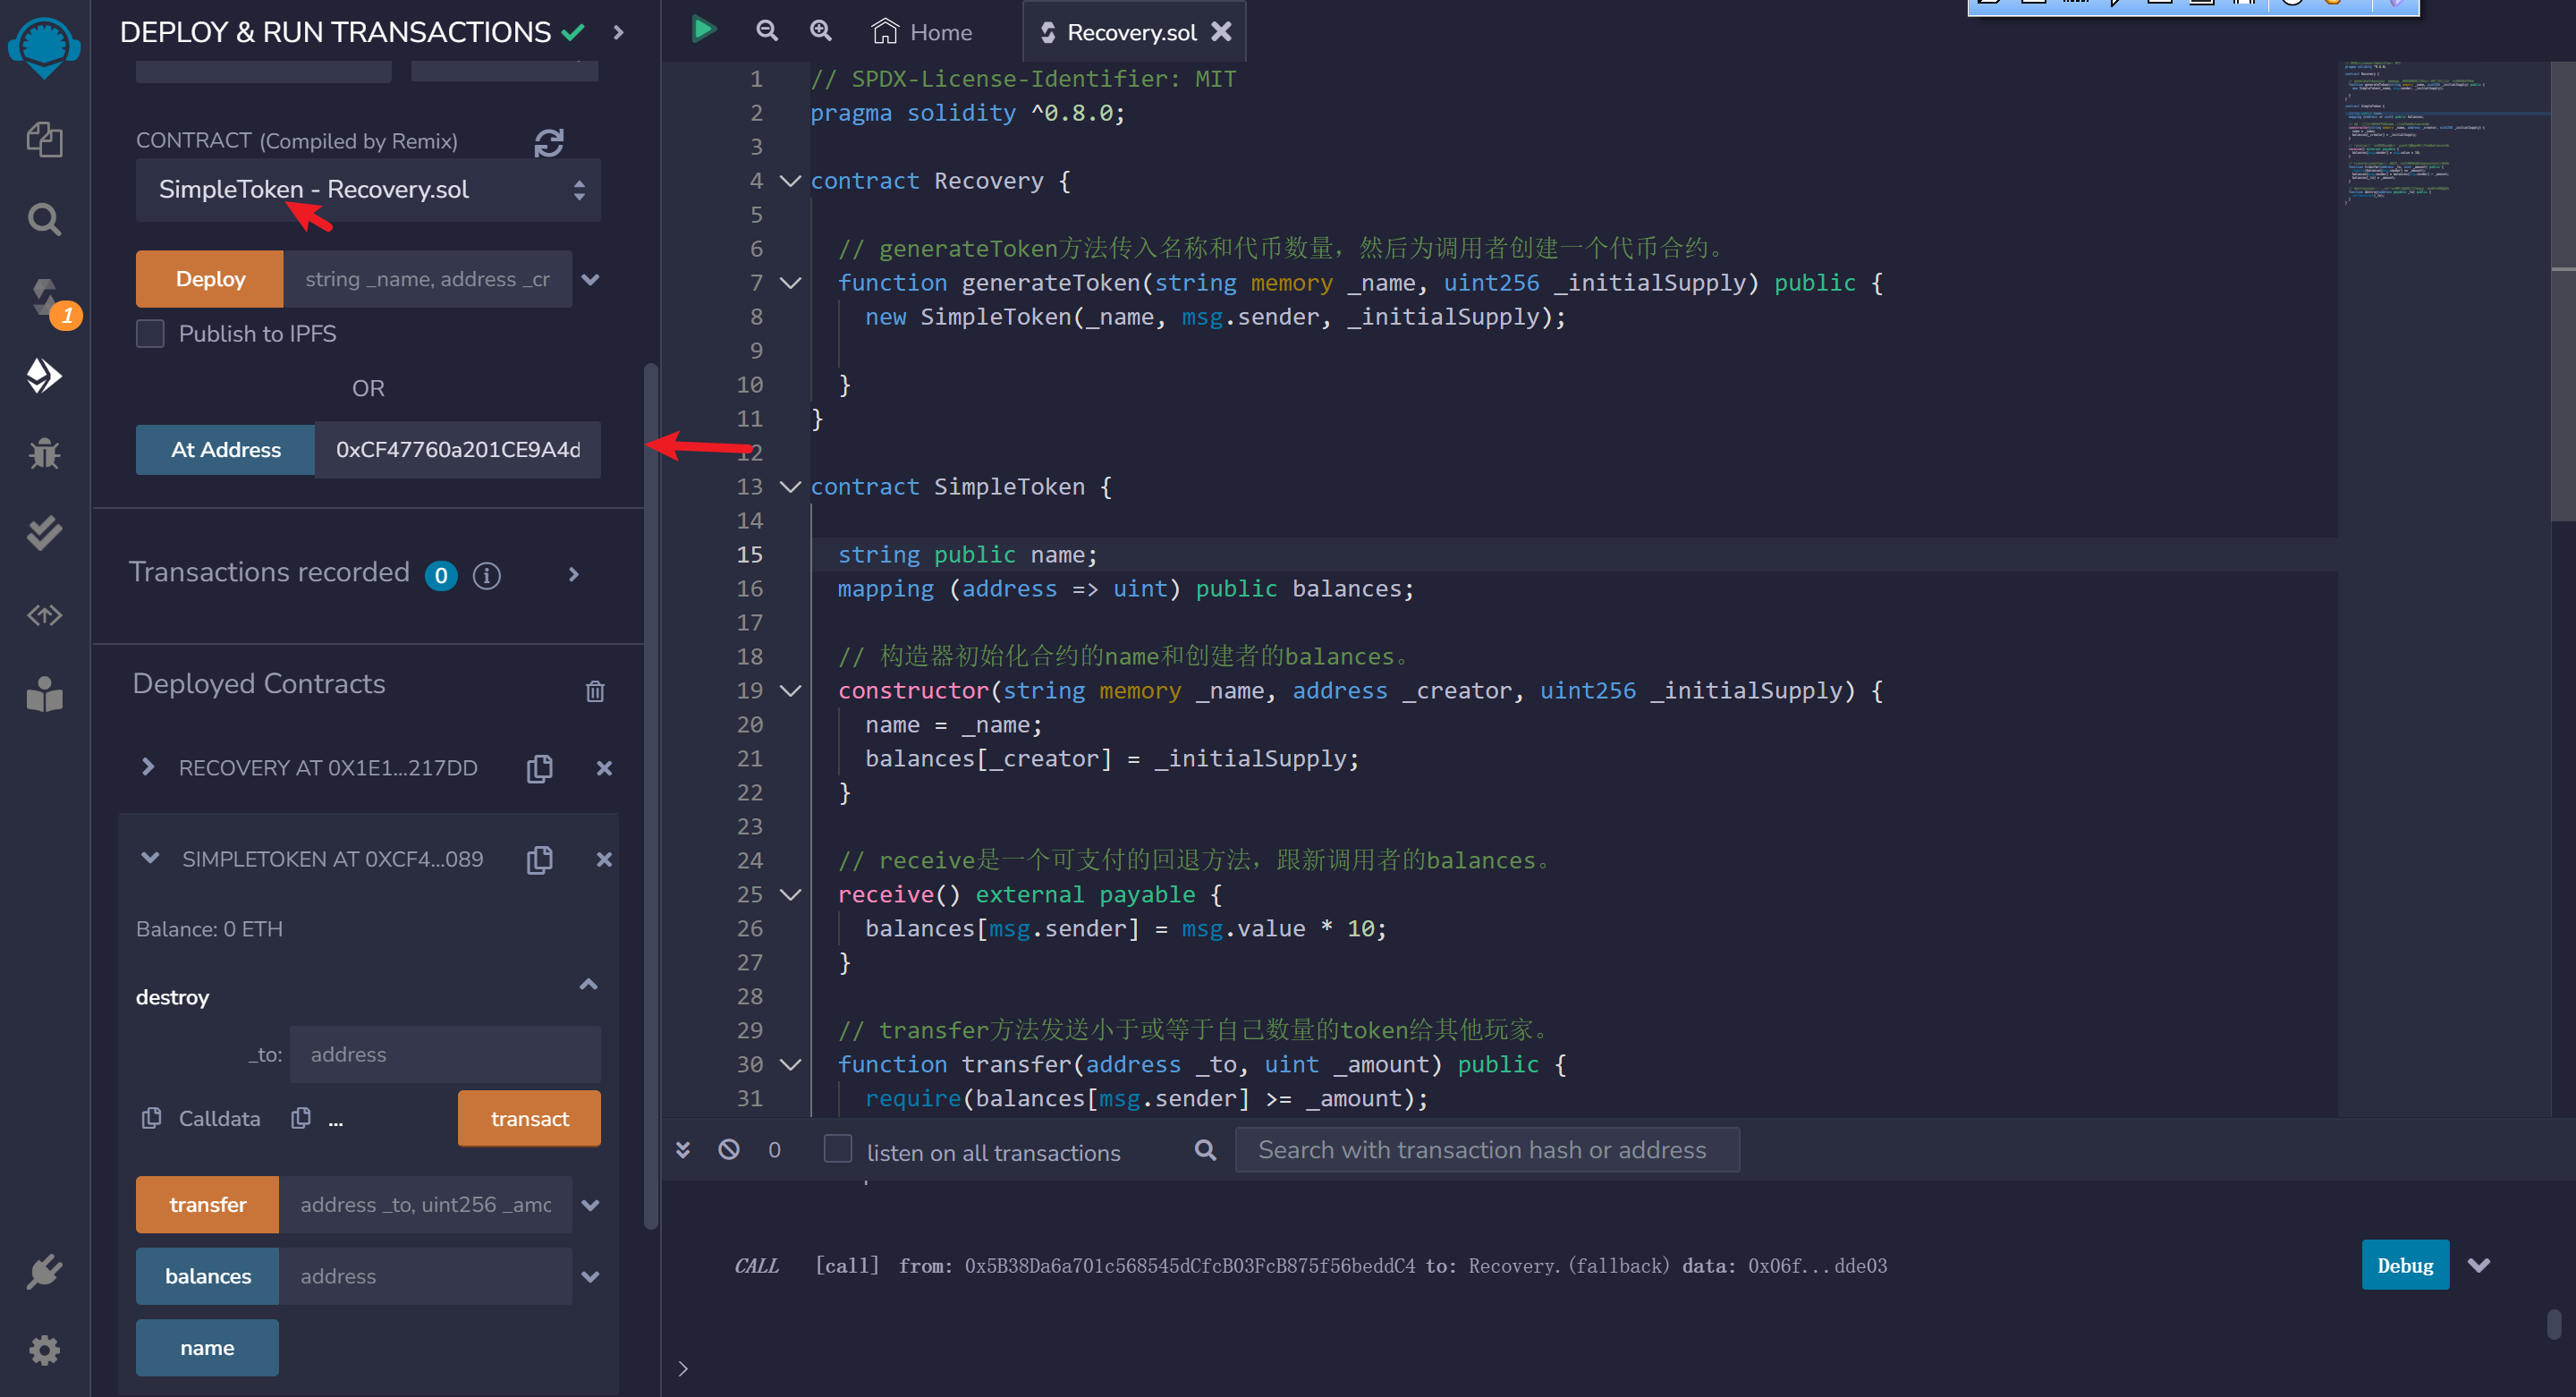 DEPLOY & RUN TRANSACTIONS
CONTRACT (Compiled by Remix)
SimpleToken - Recovery.sol
Deploy
string _name, address _cr
1
Publish to IPFS
OR
At Address
0xCF47760a201CE9A4d
Transactions recorded 0 i
Deployed Contracts
RECOVERY AT 0X1E1...217DD
SIMPLETOKEN AT 0XCF4...089
Balance: 0 ETH
destroy
_to: address
Calldata ... transact
transfer address _to, uint256 _amc
balances address
name
Home
Recovery.sol
1 // SPDX-License-Identifier: MIT
2 pragma solidity ^0.8.0;
3
4 contract Recovery {
5
6 // generateToken方法传入名称和代币数量，然后为调用者创建一个代币合约。
7 function generateToken(string memory _name, uint256 _initialSupply) public {
8 new SimpleToken(_name, msg.sender, _initialSupply);
9
10 }
11 }
12
13 contract SimpleToken {
14
15 string public name;
16 mapping (address => uint) public balances;
17
18 // 构造器初始化合约的name和创建者的balances。
19 constructor(string memory _name, address _creator, uint256 _initialSupply) {
20 name = _name;
21 balances[_creator] = _initialSupply;
22 }
23
24 // receive是一个可支付的回退方法，跟新调用者的balances。
25 receive() external payable {
26 balances[msg.sender] = msg.value * 10;
27 }
28
29 // transfer方法发送小于或等于自己数量的token给其他玩家。
30 function transfer(address _to, uint _amount) public {
31 require(balances[msg.sender] >= _amount);
0 listen on all transactions
Search with transaction hash or address
CALL [call] from: 0x5B38Da6a701c568545dCfcB03FcB875f56beddC4 to: Recovery.(fallback) data: 0x06f...dde03
Debug
>